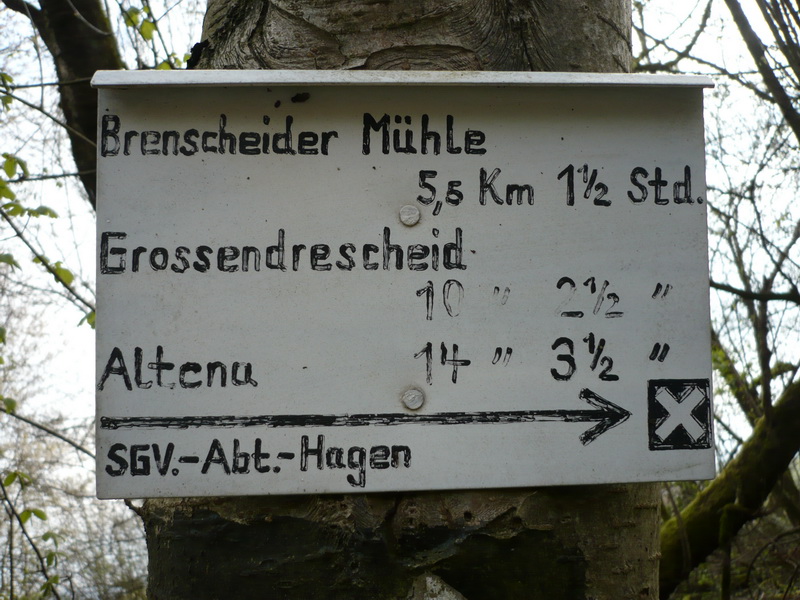 Brenscheider Mühle
5,5 Km 1½ Std.
Grossendrescheid
10 " 2½ "
Altena 14 " 3½ "
SGV.-Abt.-Hagen